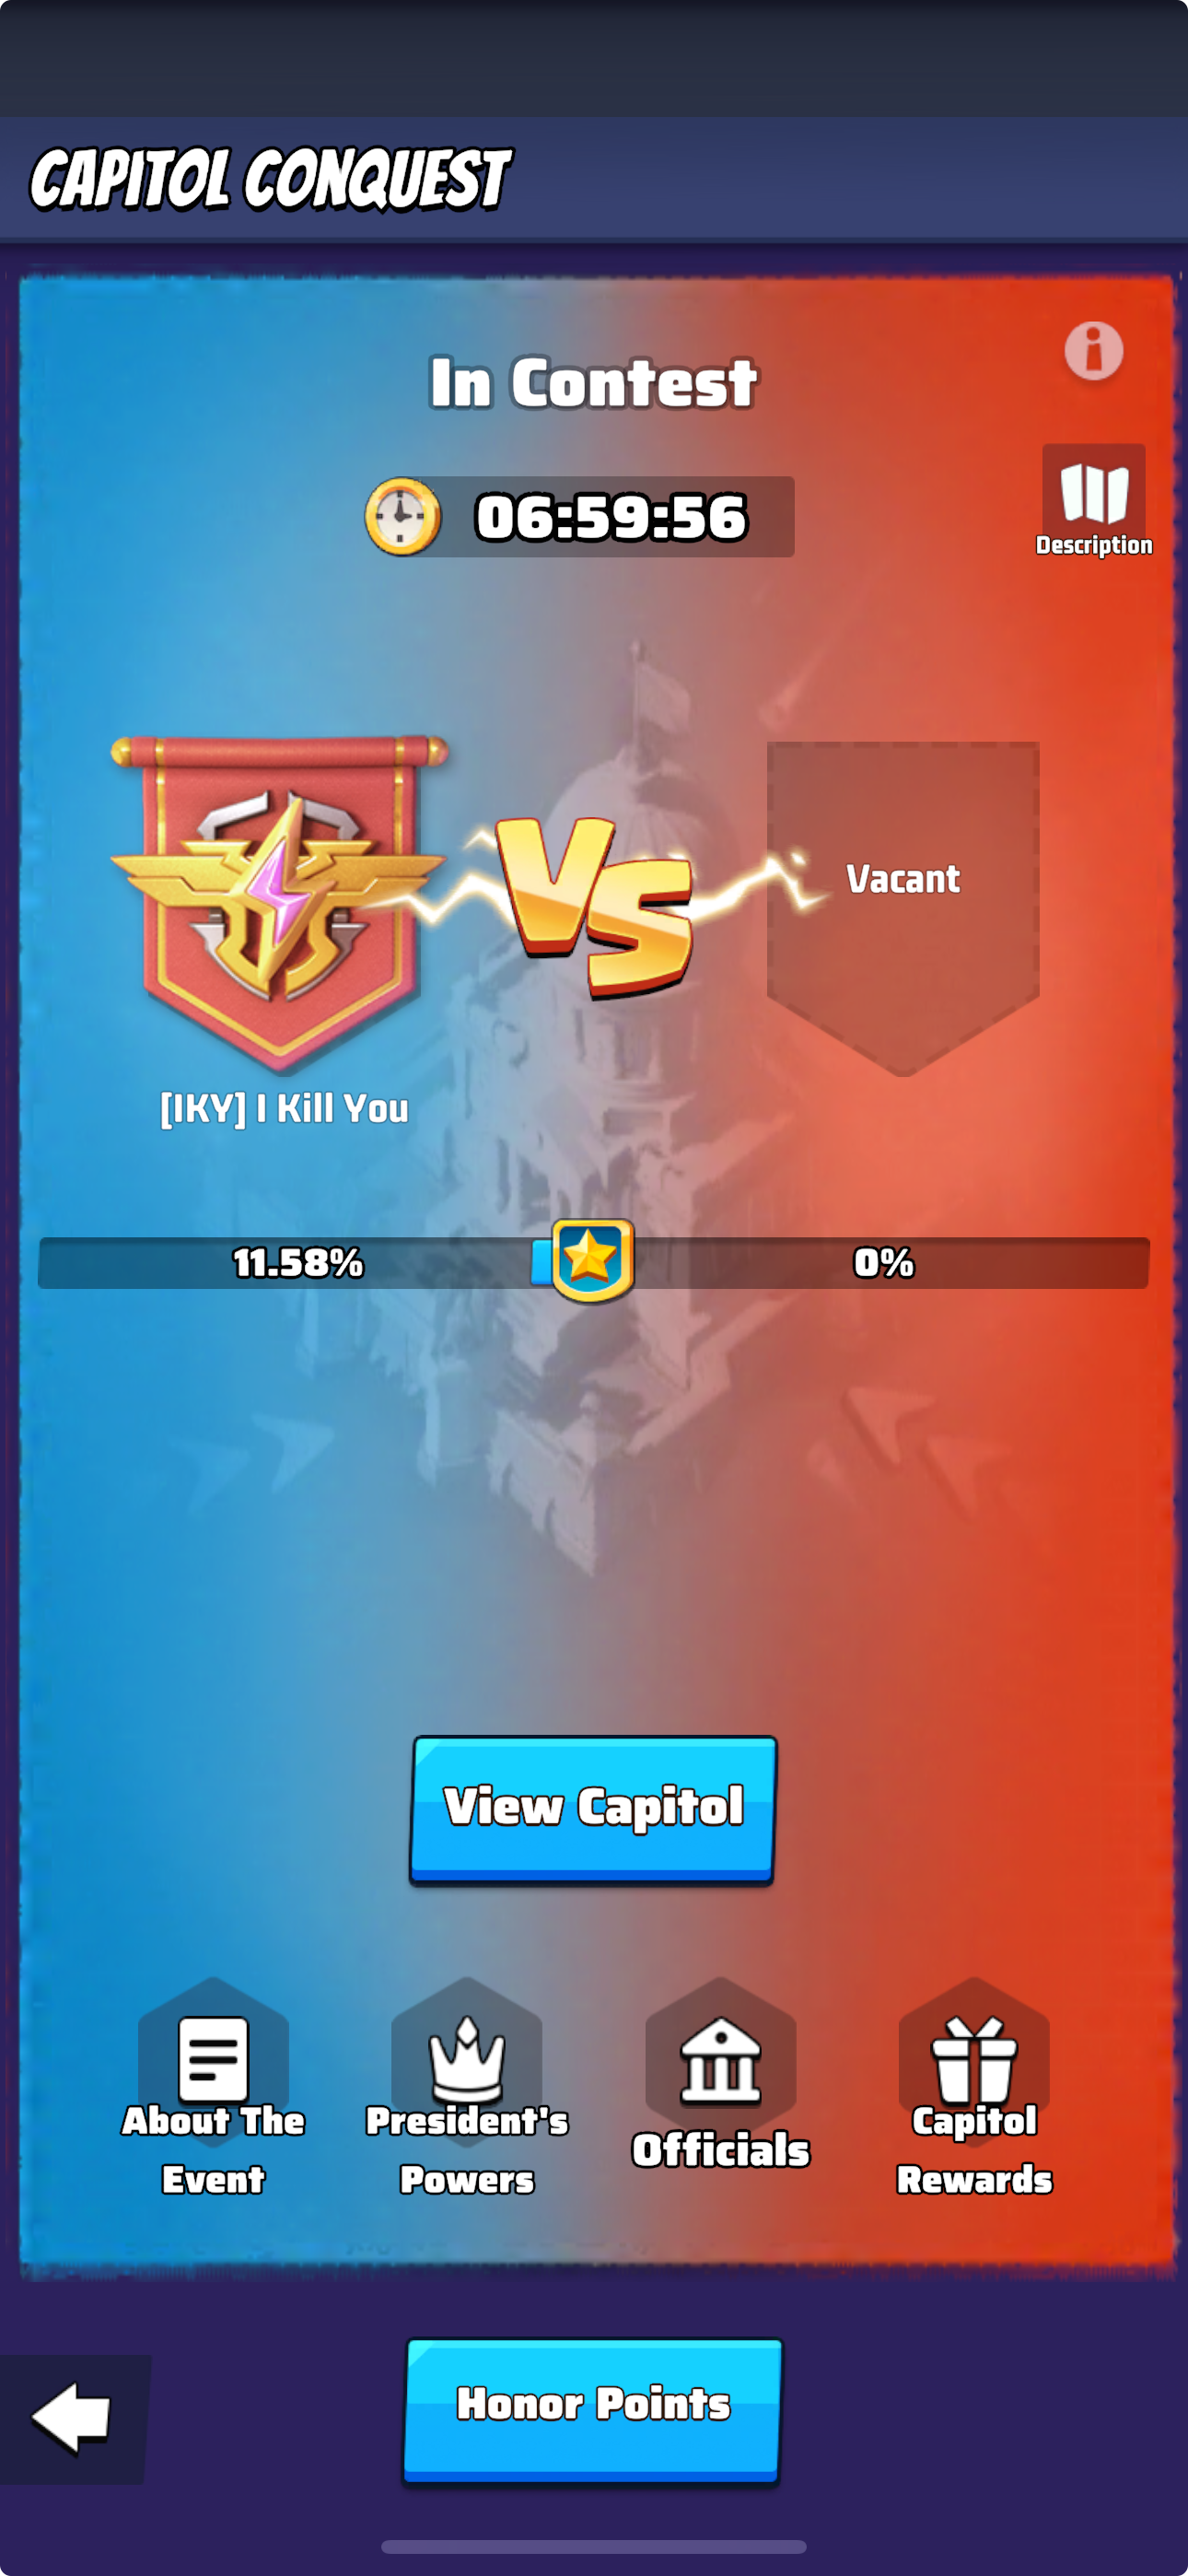 CAPITOL CONQUEST
In Contest
06:59:56
Description
VS
Vacant
[IKY] I Kill You
11.58%
0%
View Capitol
About The
Event
President's
Powers
Officials
Capitol
Rewards
Honor Points